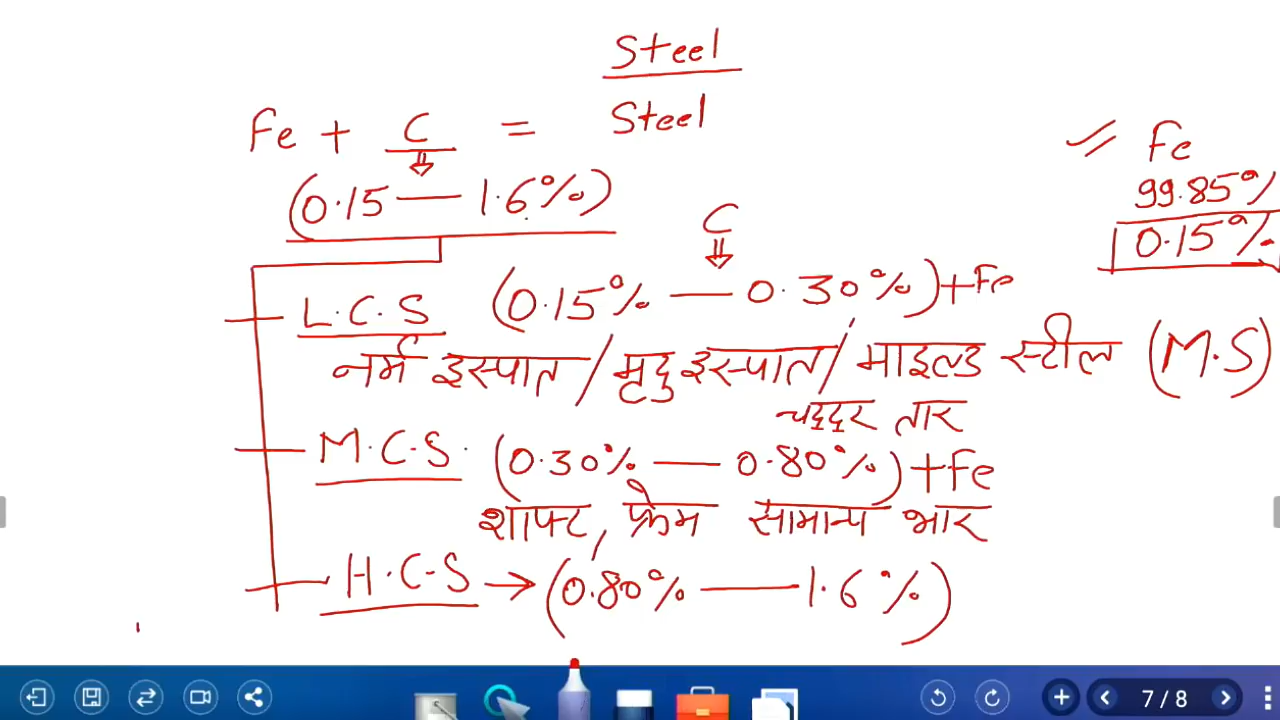 Steel
Fe + C = Steel
(0.15 — 1.6%)
Fe
99.85%
0.15%
C
L.C.S (0.15% — 0.30%) + Fe
नर्म इस्पात / मृदु इस्पात / माइल्ड स्टील (M.S)
चद्दर तार
M.C.S. (0.30% — 0.80%) + Fe
शाफ्ट, फ्रेम सामान्य भार
H.C.S → (0.80% — 1.6%)
7/8